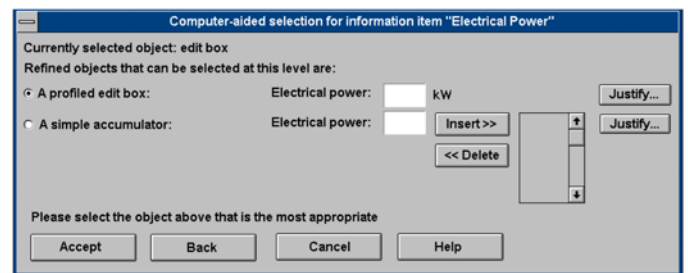 Computer-aided selection for information item "Electrical Power"
Currently selected object: edit box
Refined objects that can be selected at this level are:
A profiled edit box: Electrical power: kW Justify...
A simple accumulator: Electrical power: Insert >> Justify...
<< Delete
Please select the object above that is the most appropriate
Accept Back Cancel Help